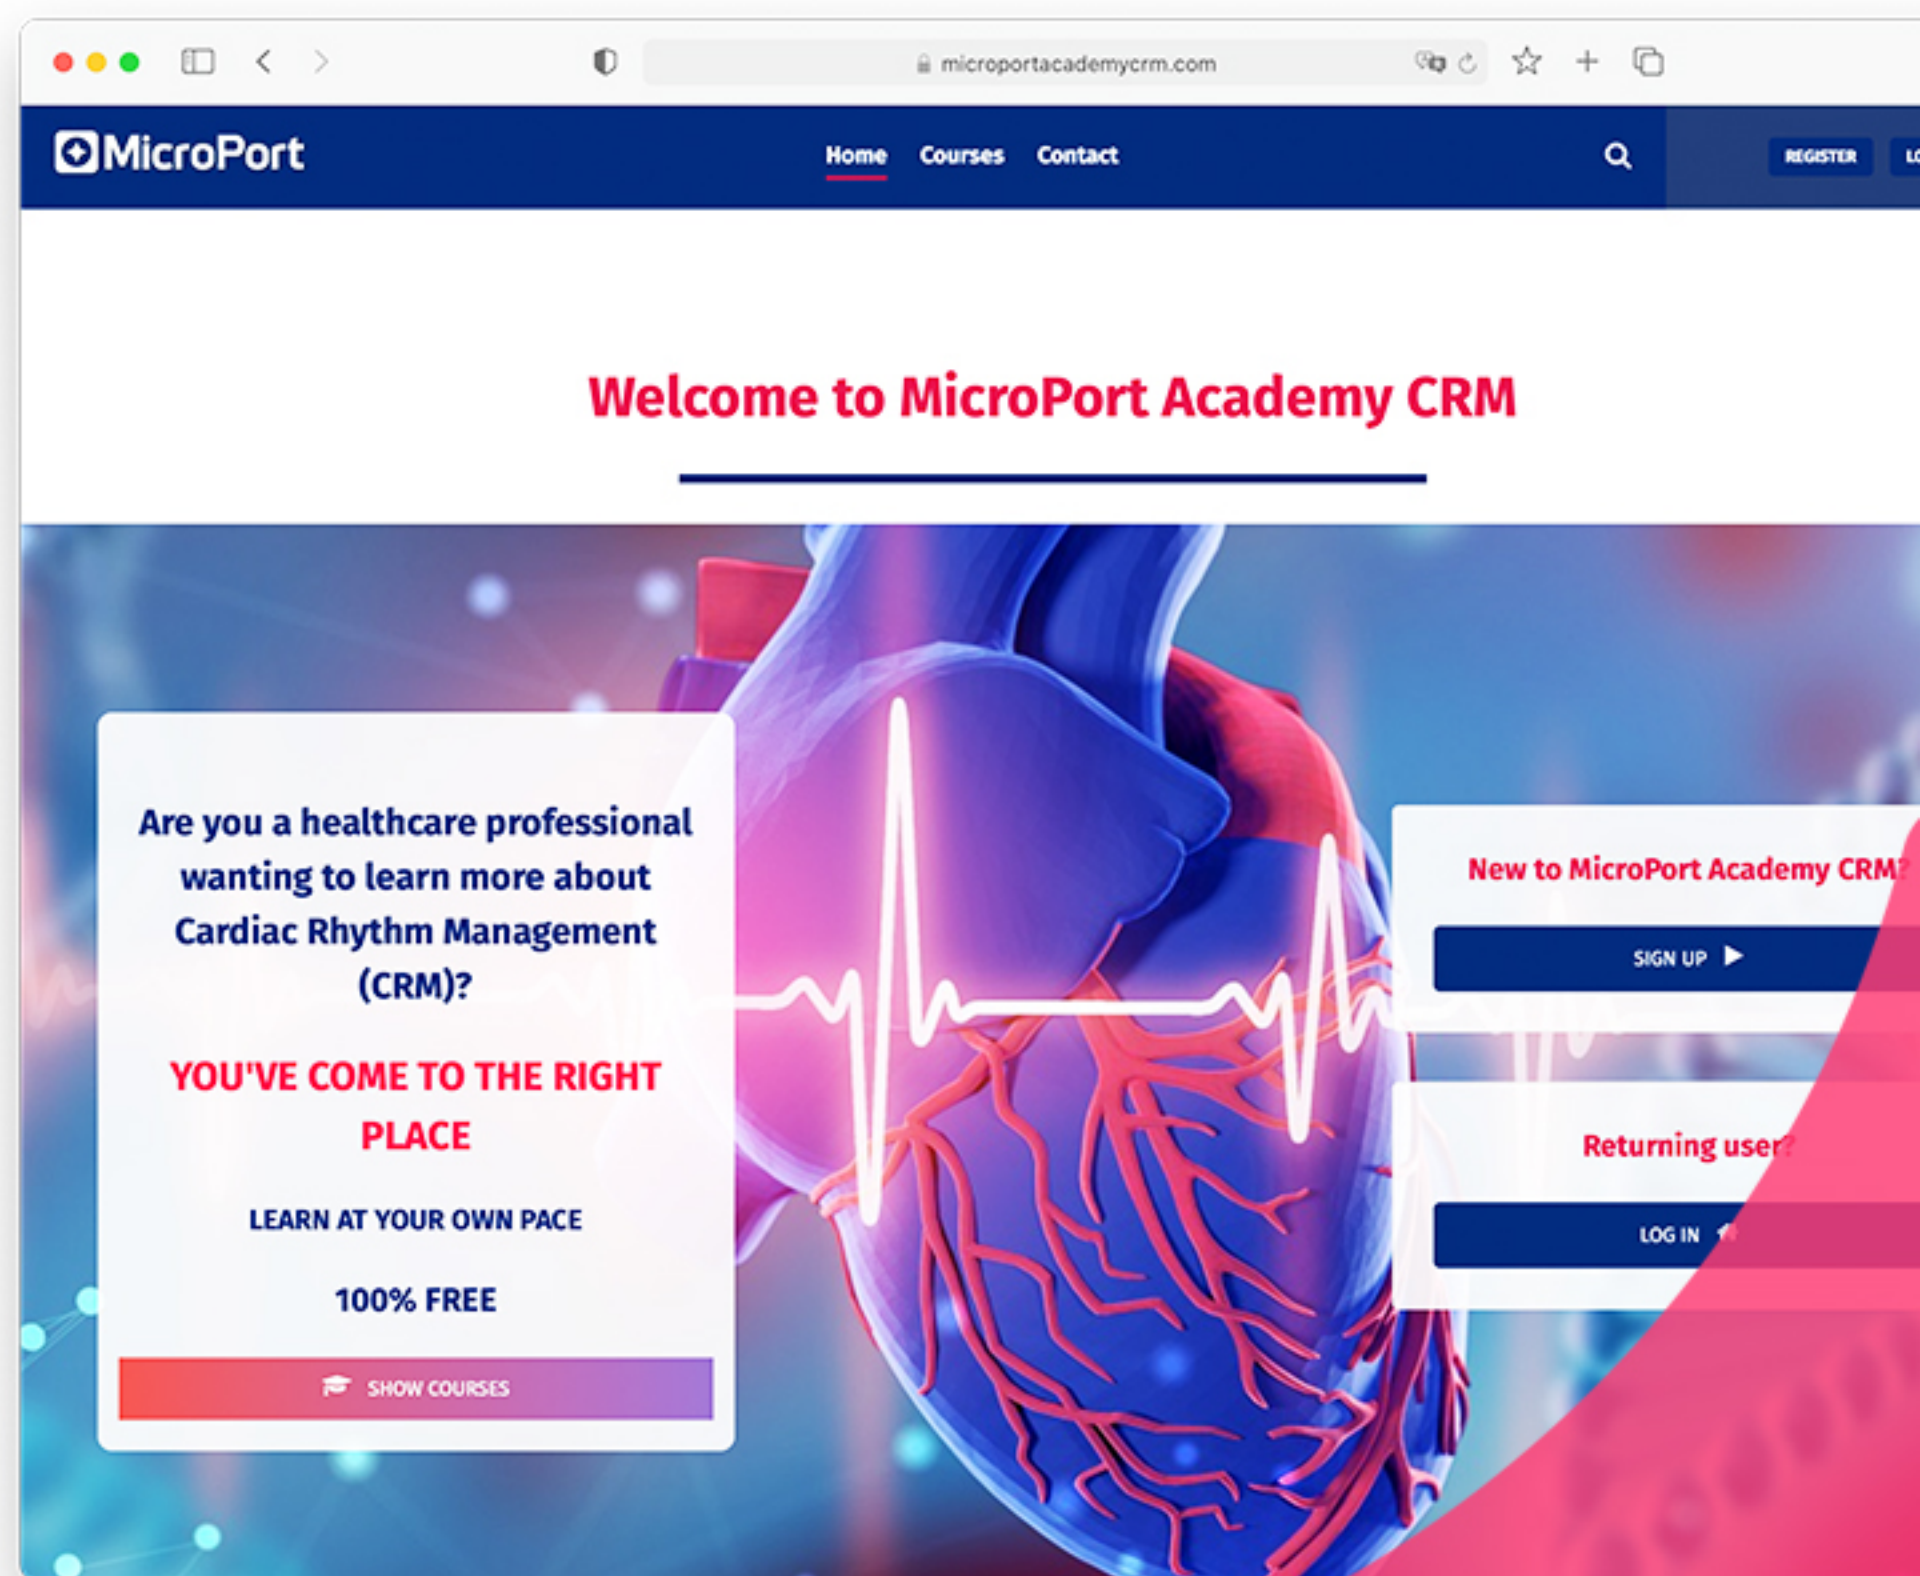 microportacademycrm.com
MicroPort
Home Courses Contact
REGISTER
Welcome to MicroPort Academy CRM
Are you a healthcare professional
wanting to learn more about
Cardiac Rhythm Management
(CRM)?
YOU'VE COME TO THE RIGHT
PLACE
LEARN AT YOUR OWN PACE
100% FREE
SHOW COURSES
New to MicroPort Academy CRM?
SIGN UP
Returning user?
LOG IN